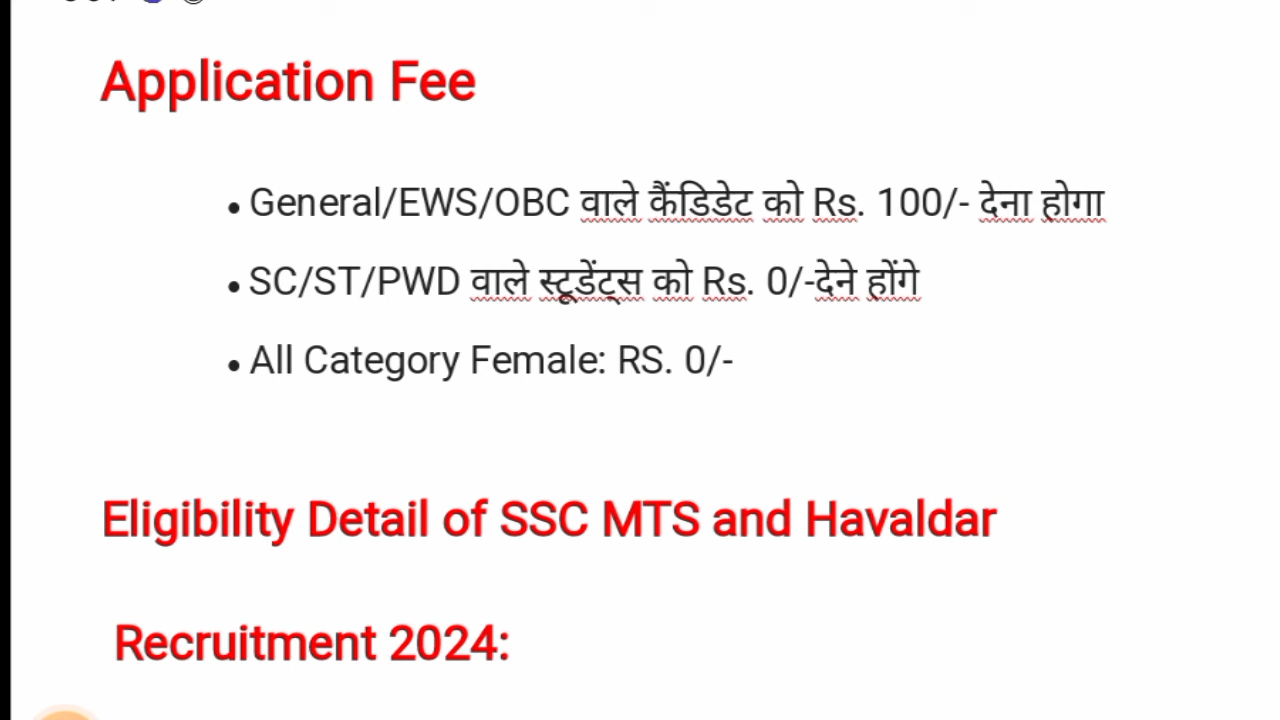 Application Fee
• General/EWS/OBC वाले कैंडिडेट को Rs. 100/- देना होगा
• SC/ST/PWD वाले स्टूडेंट्स को Rs. 0/-देने होंगे
• All Category Female: RS. 0/-
Eligibility Detail of SSC MTS and Havaldar
Recruitment 2024: